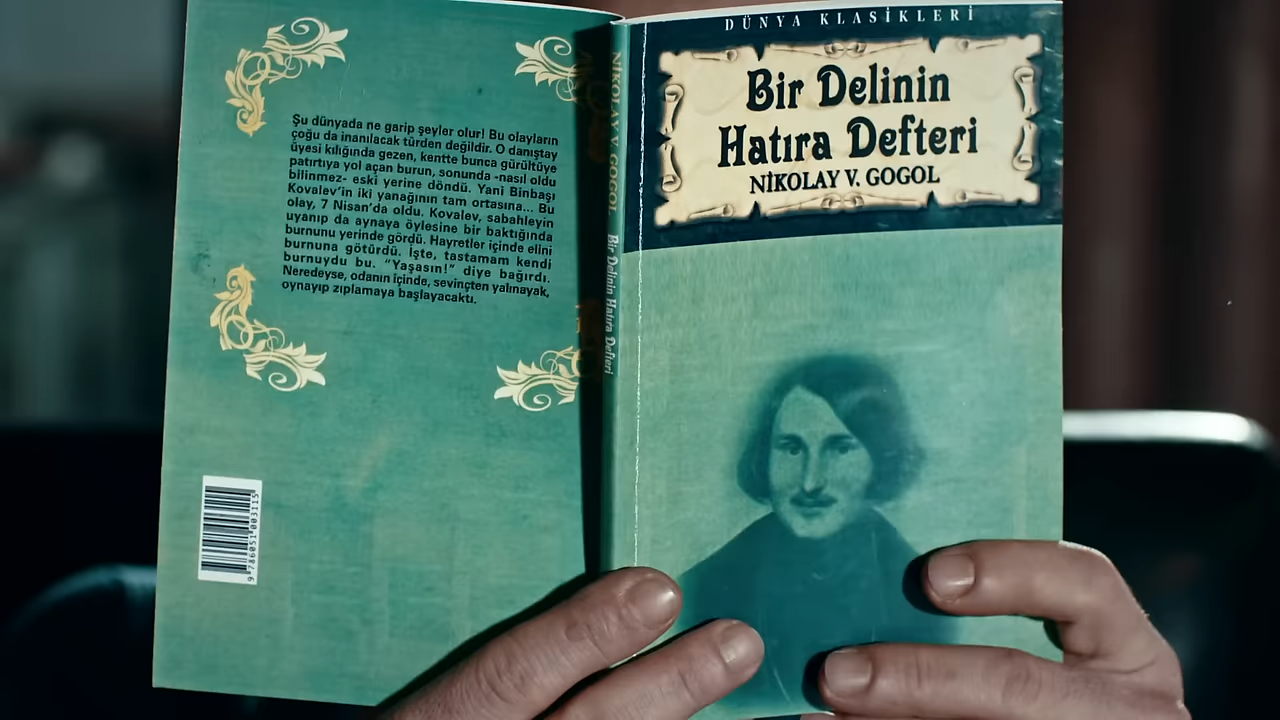 Şu dünyada ne garip şeyler olur! Bu olayların
çoğu da inanılacak türden değildir. O danıştay
üyesi kılığında gezen, kentte bunca gürültüye
patırtıya yol açan burun, sonunda -nasıl oldu
bilinmez- eski yerine döndü. Yani Binbaşı
Kovalev'in iki yanağının tam ortasına... Bu
olay, 7 Nisan'da oldu. Kovalev, sabahleyin
uyanıp da aynaya öylesine bir baktığında
burnunu yerinde gördü. Hayretler içinde elini
burnuna götürdü. İşte, tastamam kendi
burnuydu bu. "Yaşasın!" diye bağırdı.
Neredeyse, odanın içinde, sevinçten yalınayak,
oynayıp zıplamaya başlayacaktı.
9 786051 003115
NİKOLAY V. GOGOL
Bir Delinin Hatıra Defteri
DÜNYA KLASİKLERİ
Bir Delinin
Hatıra Defteri
NİKOLAY V. GOGOL